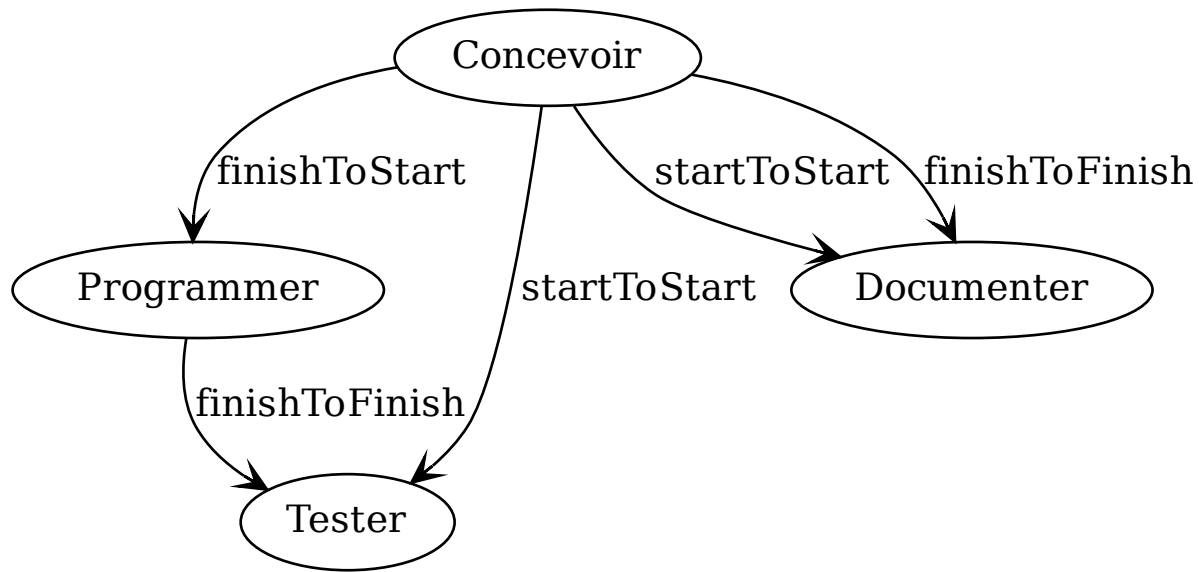 Concevoir
finishToStart
startToStart
finishToFinish
Programmer
startToStart
Documenter
finishToFinish
Tester